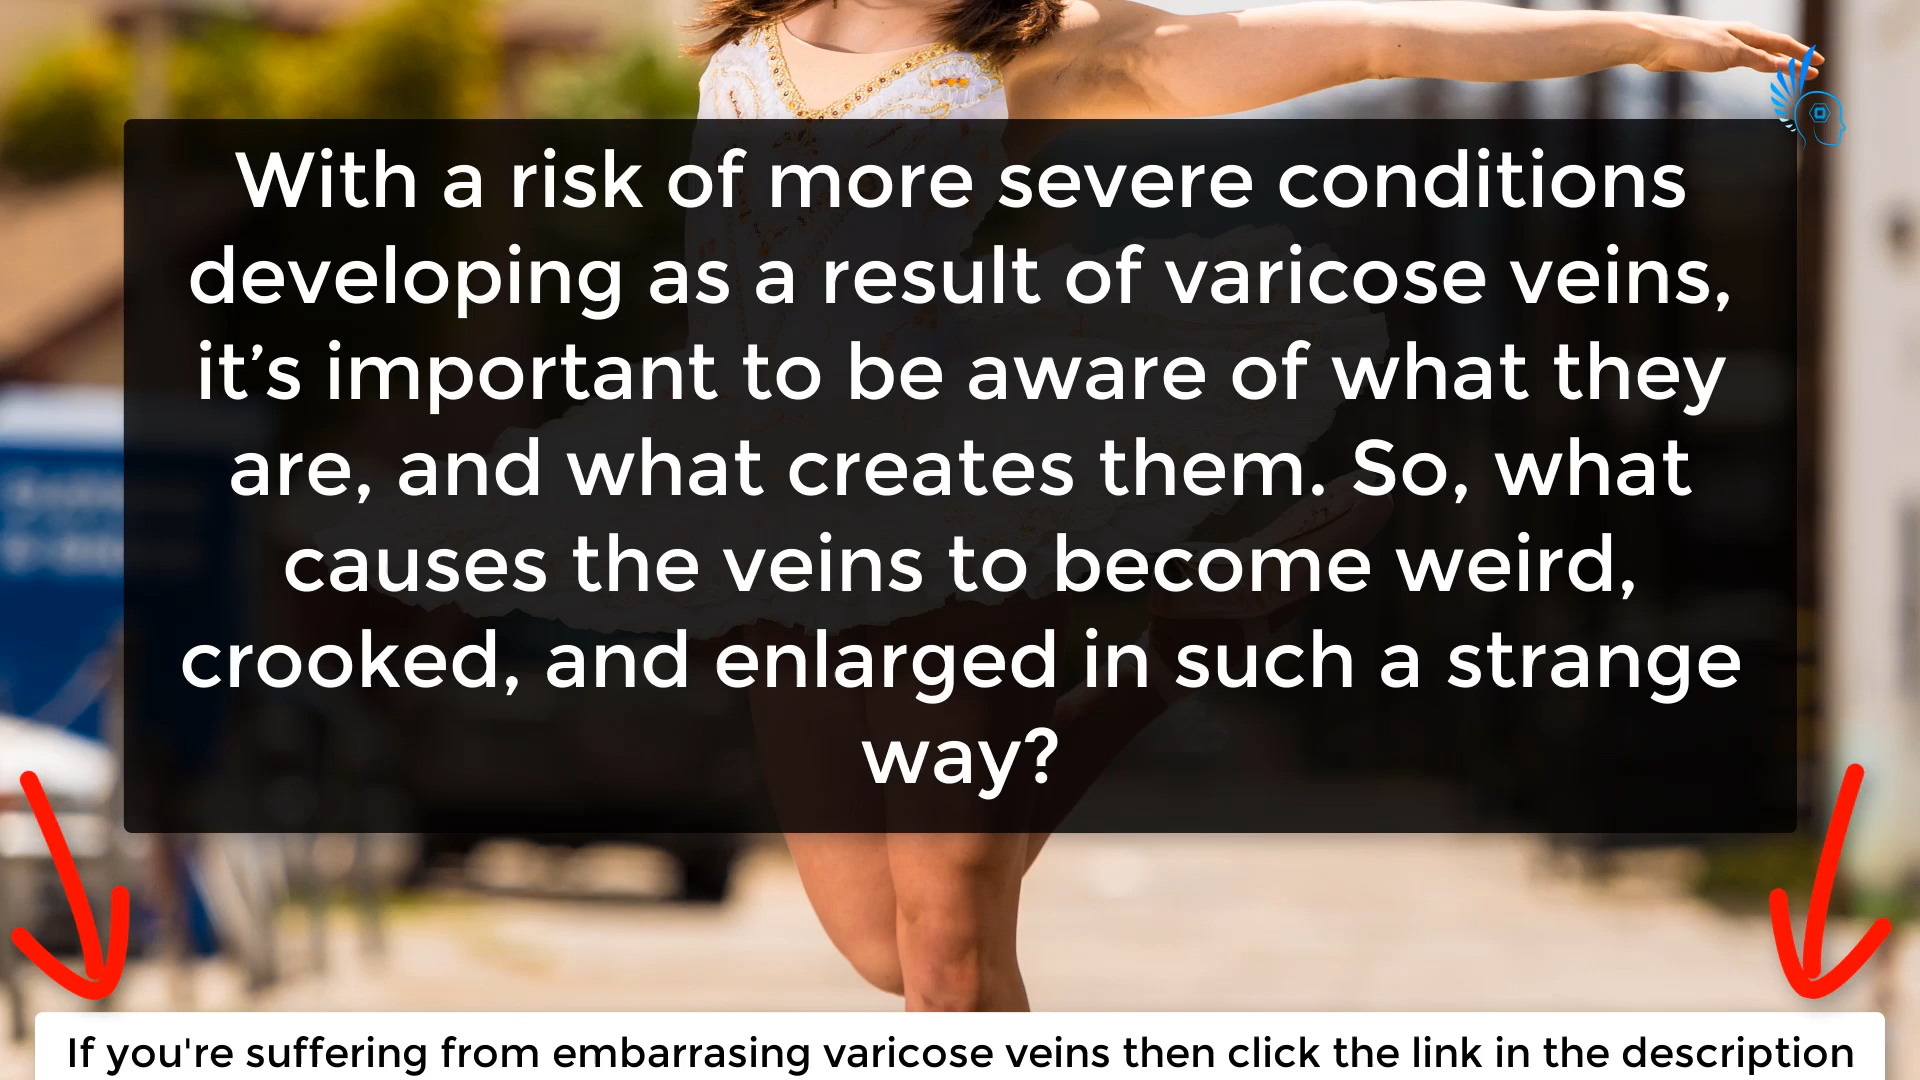 With a risk of more severe conditions
developing as a result of varicose veins,
it’s important to be aware of what they
are, and what creates them. So, what
causes the veins to become weird,
crooked, and enlarged in such a strange
way?
If you're suffering from embarrasing varicose veins then click the link in the description